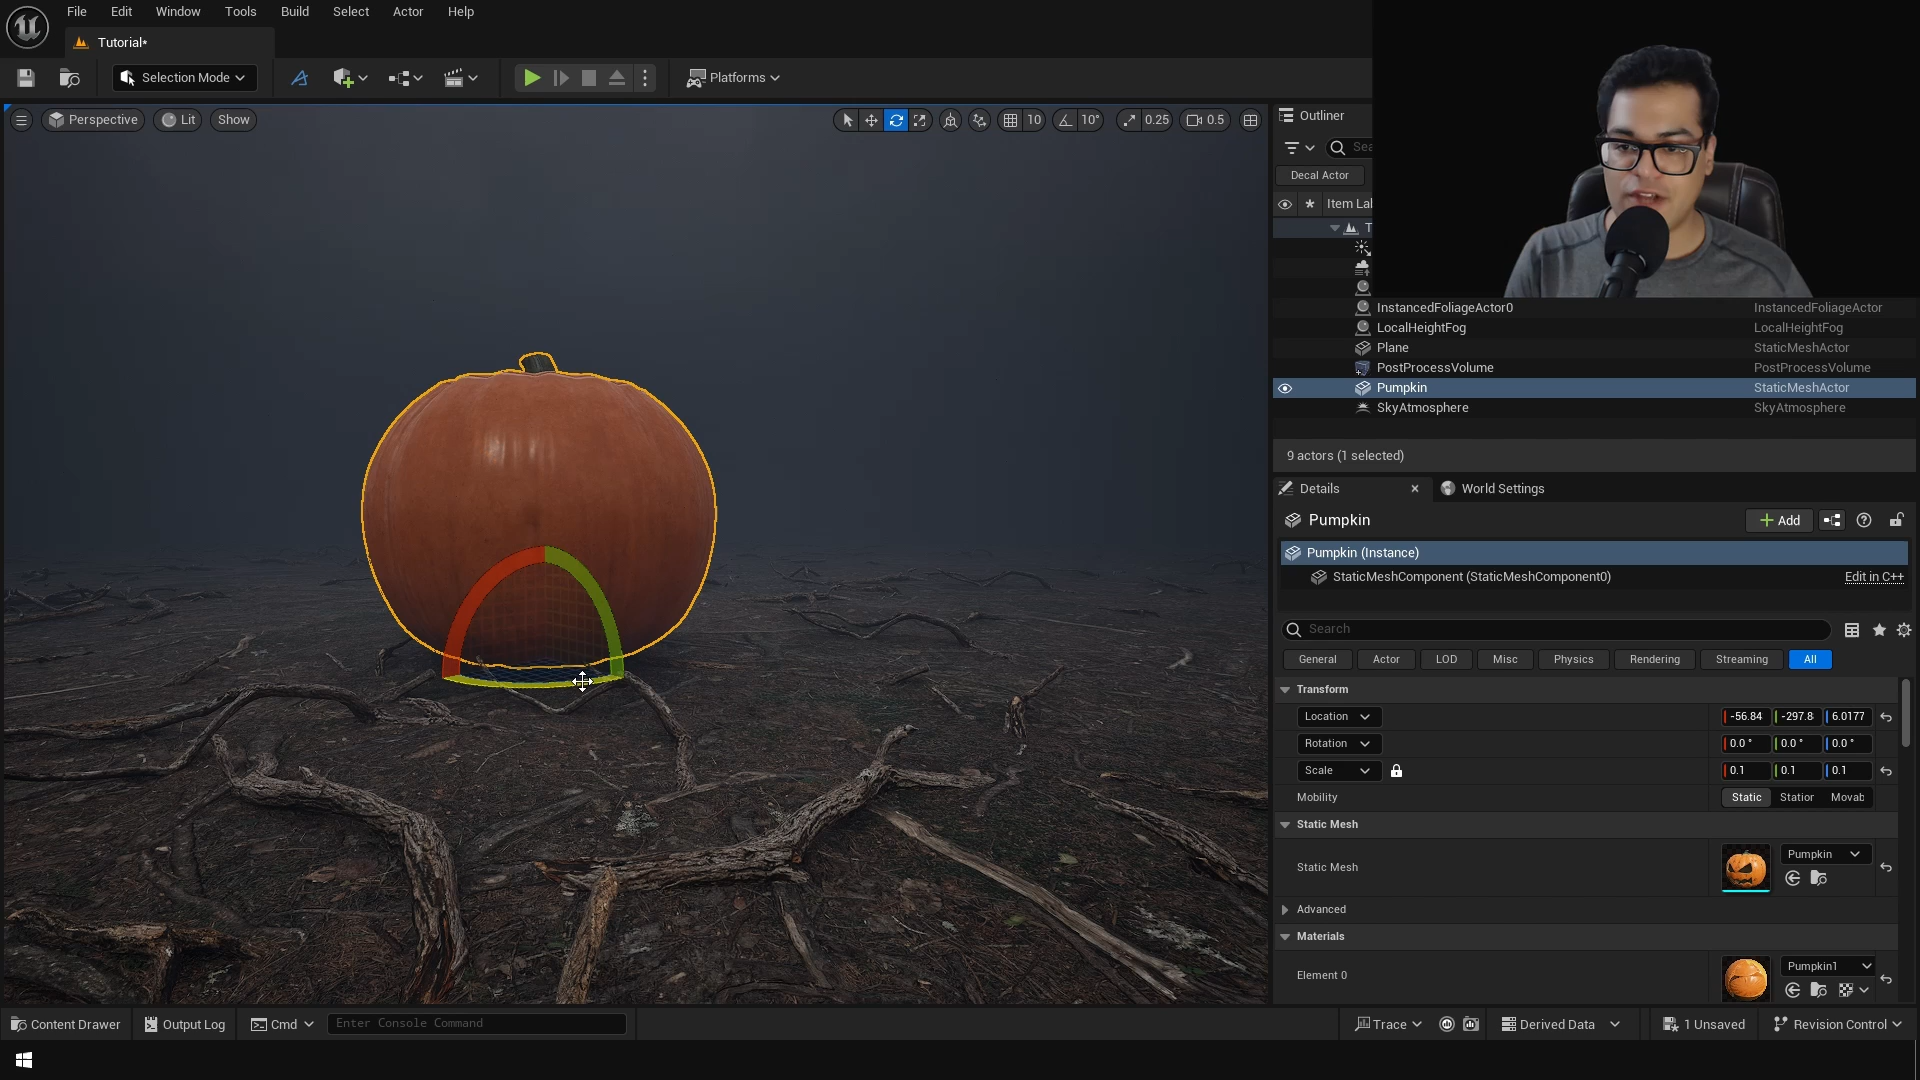 File Edit Window Tools Build Select Actor Help
Tutorial*
Selection Mode Platforms
Perspective Lit Show 10 10° 0.25 0.5
Outliner
Sea
Decal Actor
Item Lal
T
InstancedFoliageActor0 InstancedFoliageActor
LocalHeightFog LocalHeightFog
Plane StaticMeshActor
PostProcessVolume PostProcessVolume
Pumpkin StaticMeshActor
SkyAtmosphere SkyAtmosphere
9 actors (1 selected)
Details World Settings
Pumpkin Add
Pumpkin (Instance)
StaticMeshComponent (StaticMeshComponent0) Edit in C++
Search
General Actor LOD Misc Physics Rendering Streaming All
Transform
Location -56.84 -297.8 6.0177
Rotation 0.0 ° 0.0 ° 0.0 °
Scale 0.1 0.1 0.1
Mobility Static Station Movab
Static Mesh
Static Mesh Pumpkin
Advanced
Materials
Element 0 Pumpkin1
Content Drawer Output Log Cmd Enter Console Command Trace Derived Data 1 Unsaved Revision Control